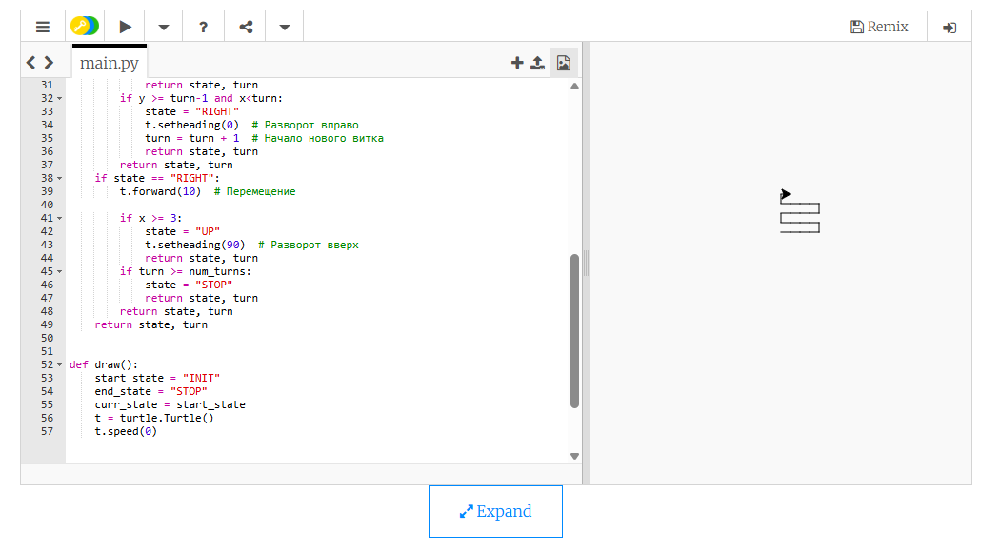 ?
Remix
main.py
31 return state, turn
32 if y >= turn-1 and x<turn:
33 state = "RIGHT"
34 t.setheading(0)  # Разворот вправо
35 turn = turn + 1  # Начало нового витка
36 return state, turn
37 return state, turn
38 if state == "RIGHT":
39 t.forward(10)  # Перемещение
40
41 if x >= 3:
42 state = "UP"
43 t.setheading(90)  # Разворот вверх
44 return state, turn
45 if turn >= num_turns:
46 state = "STOP"
47 return state, turn
48 return state, turn
49 return state, turn
50
51
52 def draw():
53 start_state = "INIT"
54 end_state = "STOP"
55 curr_state = start_state
56 t = turtle.Turtle()
57 t.speed(0)
Expand